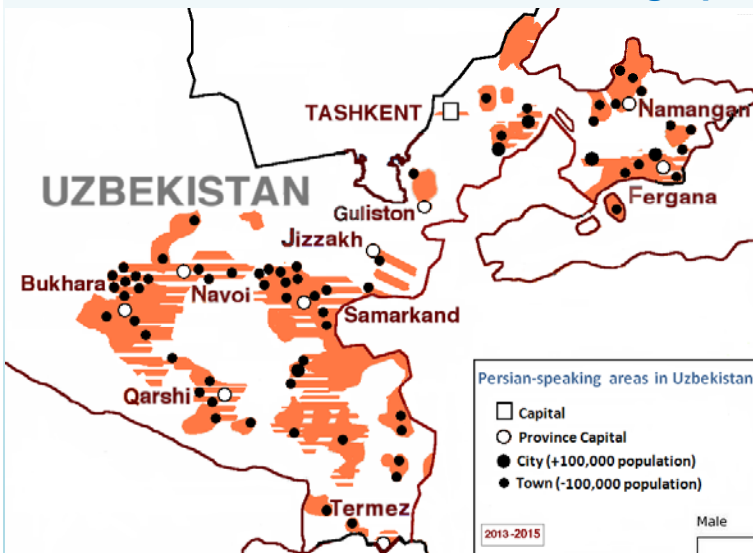 TASHKENT
Namangan
UZBEKISTAN
Fergana
Guliston
Jizzakh
Bukhara
Navoi
Samarkand
Qarshi
Termez
Persian-speaking areas in Uzbekistan
Capital
Province Capital
City (+100,000 population)
Town (-100,000 population)
2013-2015
Male